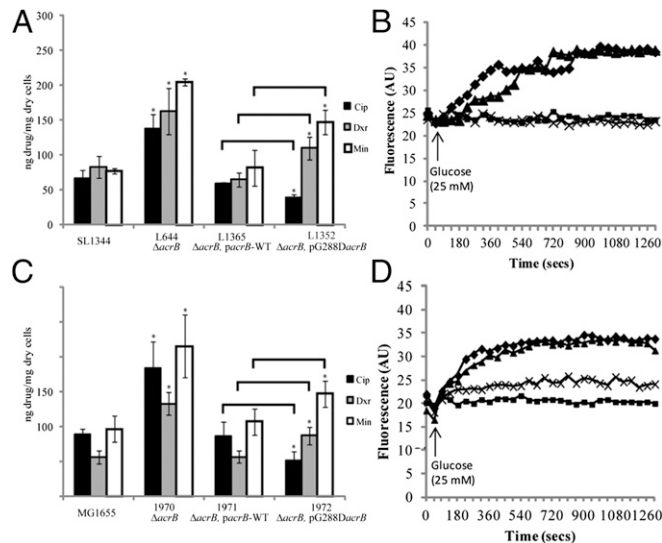 A
ng drug/mg dry cells
250
200
150
100
50
0
*
*
*
*
*
*
Cip
Dxr
Min
SL1344
L644
ΔacrB
L1365
ΔacrB, pacrB-WT
L1352
ΔacrB, pG288DacrB
B
Fluorescence (AU)
45
40
35
30
25
20
15
10
5
0
Glucose
(25 mM)
0 180 360 540 720 900 1080 1260
Time (secs)
C
ng drug/mg dry cells
200
150
100
*
*
*
*
*
*
Cip
Dxr
Min
MG1655
1970
ΔacrB
1971
ΔacrB, pacrB-WT
1972
ΔacrB, pG288DacrB
D
Fluorescence (AU)
45
40
35
30
25
20
15
10
5
0
Glucose
(25 mM)
0 180 360 540 720 900 1080 1260
Time (secs)